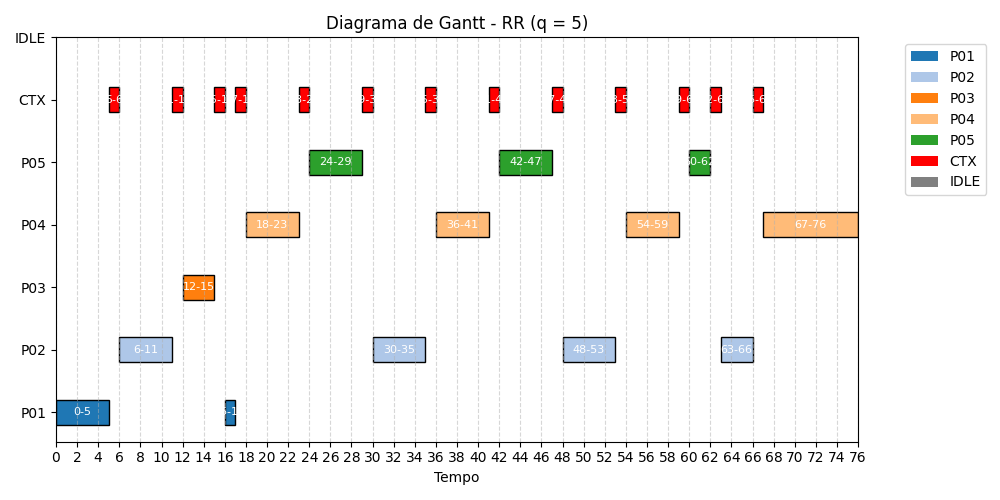 Diagrama de Gantt - RR (q = 5)
IDLE
CTX
P05
24-29
42-47
P04
18-23
36-41
54-59
67-76
P03
12-15
P02
6-11
30-35
48-53
63-66
P01
0-5
0 2 4 6 8 10 12 14 16 18 20 22 24 26 28 30 32 34 36 38 40 42 44 46 48 50 52 54 56 58 60 62 64 66 68 70 72 74 76
Tempo
P01
P02
P03
P04
P05
CTX
IDLE